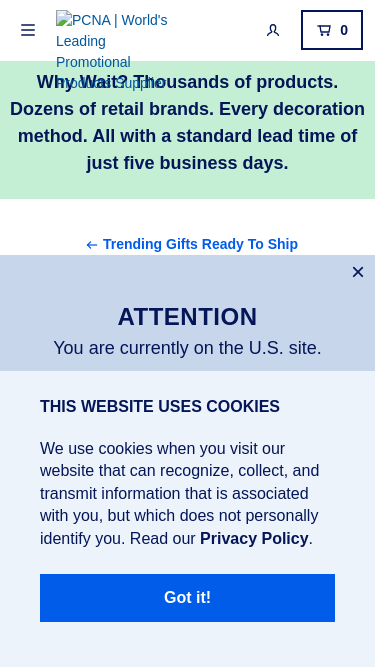 PCNA | World's
Leading
Promotional
Products Supplier
0
Why Wait? Thousands of products.
Dozens of retail brands. Every decoration
method. All with a standard lead time of
just five business days.
← Trending Gifts Ready To Ship
×
ATTENTION
You are currently on the U.S. site.
THIS WEBSITE USES COOKIES
We use cookies when you visit our
website that can recognize, collect, and
transmit information that is associated
with you, but which does not personally
identify you. Read our Privacy Policy.
Got it!